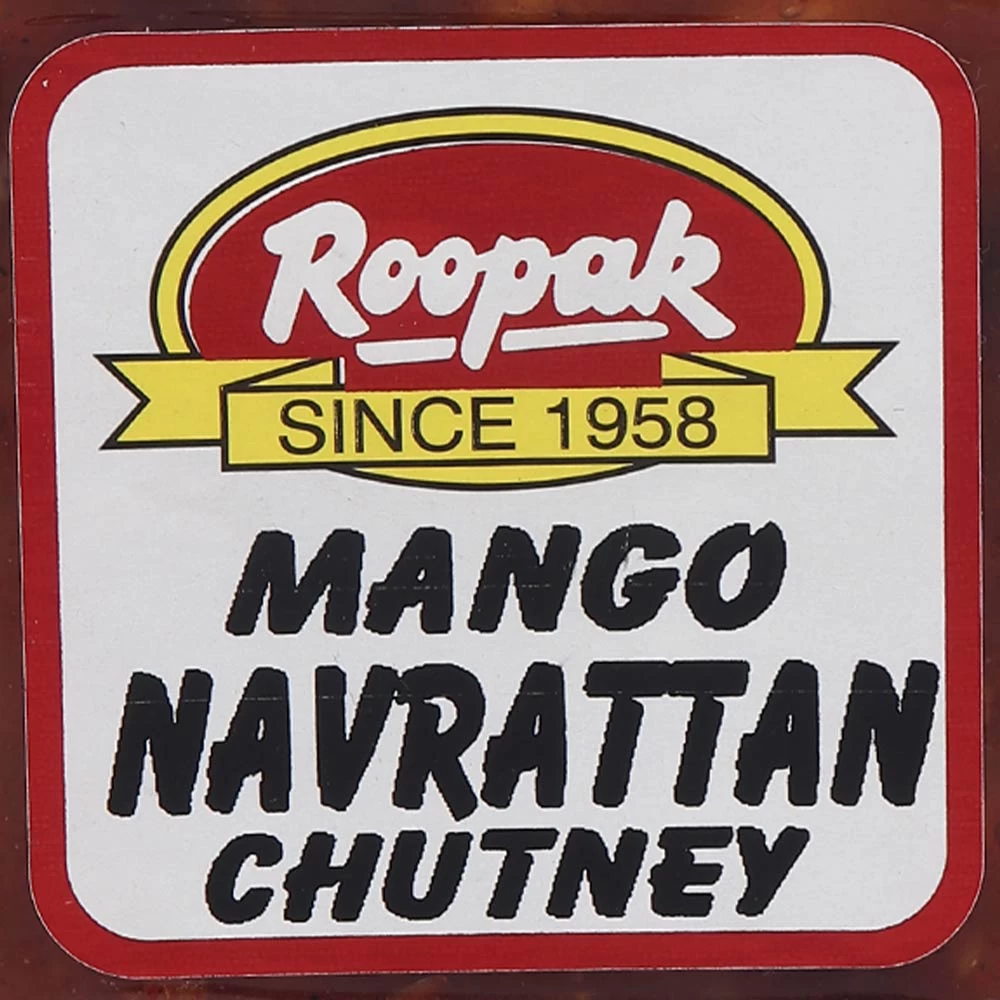 Roopak
SINCE 1958
MANGO
NAVRATTAN
CHUTNEY